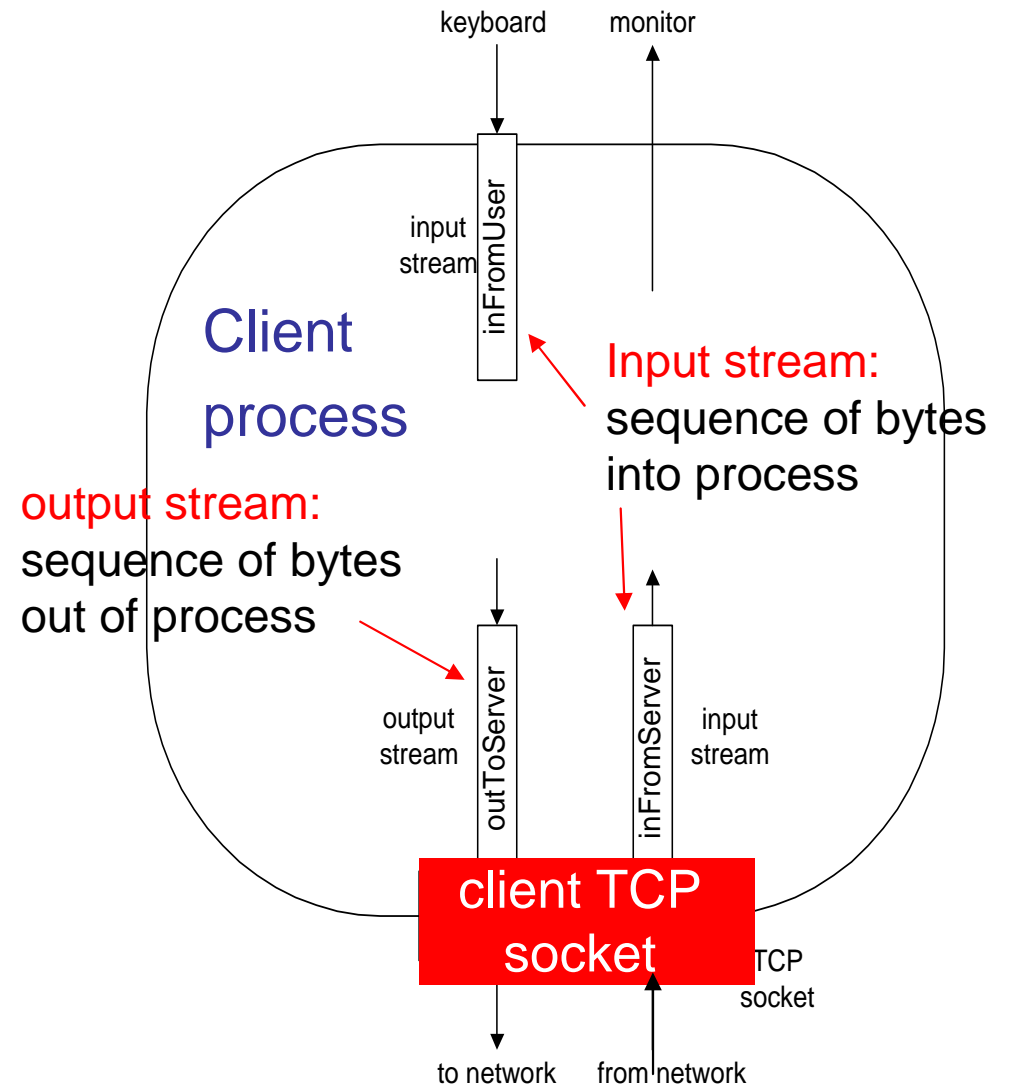 keyboard
monitor
input
stream
inFromUser
Client
process
Input stream:
sequence of bytes
into process
output stream:
sequence of bytes
out of process
output
stream
outToServer
inFromServer
input
stream
client TCP
socket
TCP
socket
to network
from network